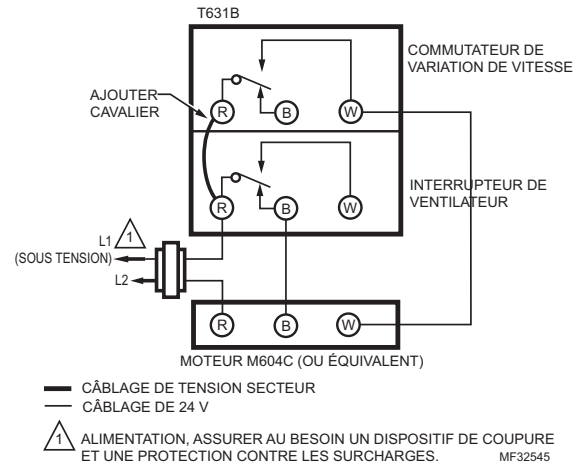 T631B
COMMUTATEUR DE
VARIATION DE VITESSE
AJOUTER
CAVALIER
R
B
W
INTERRUPTEUR DE
VENTILATEUR
R
B
W
L1
1
(SOUS TENSION)
L2
R
B
W
MOTEUR M604C (OU ÉQUIVALENT)
CÂBLAGE DE TENSION SECTEUR
CÂBLAGE DE 24 V
1 ALIMENTATION, ASSURER AU BESOIN UN DISPOSITIF DE COUPURE
ET UNE PROTECTION CONTRE LES SURCHARGES. MF32545